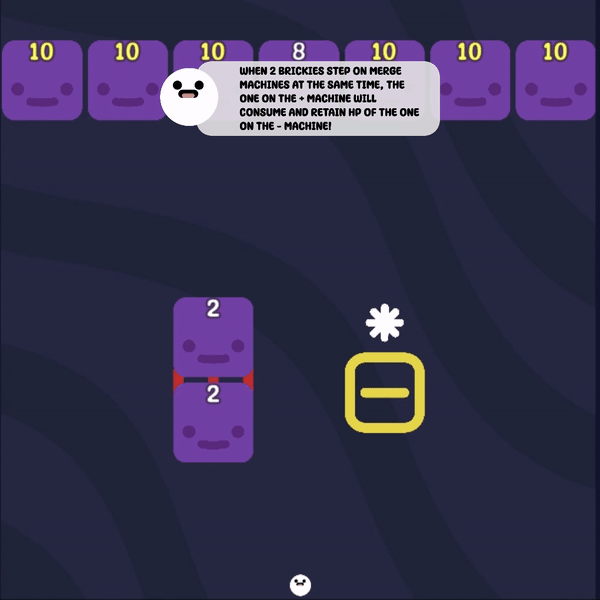 10 10 10 8 10 10 10
WHEN 2 BRICKIES STEP ON MERGE
MACHINES AT THE SAME TIME, THE
ONE ON THE + MACHINE WILL
CONSUME AND RETAIN HP OF THE ONE
ON THE - MACHINE!
2
2